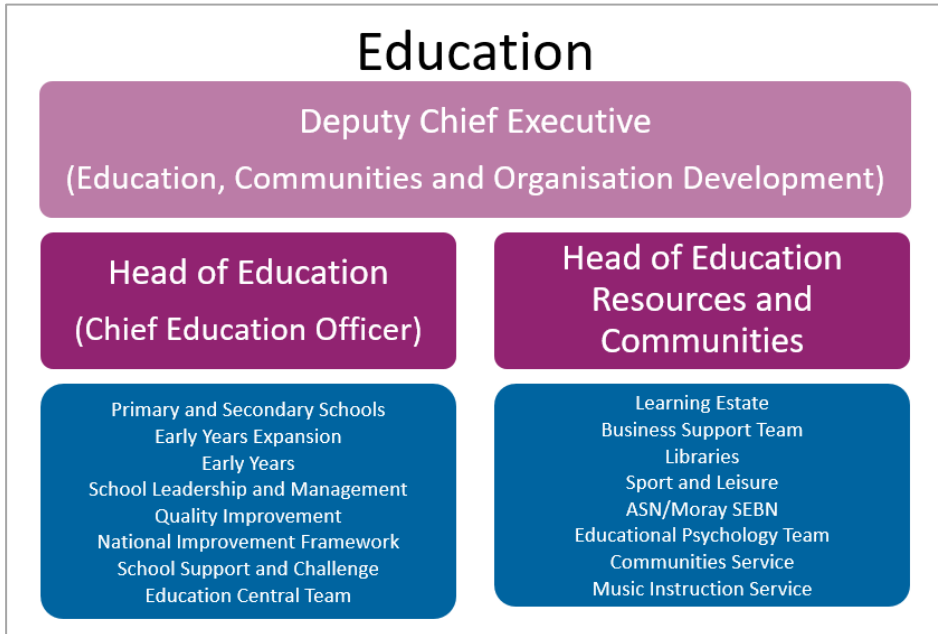 Education
Deputy Chief Executive
(Education, Communities and Organisation Development)
Head of Education
(Chief Education Officer)
Head of Education
Resources and
Communities
Primary and Secondary Schools
Early Years Expansion
Early Years
School Leadership and Management
Quality Improvement
National Improvement Framework
School Support and Challenge
Education Central Team
Learning Estate
Business Support Team
Libraries
Sport and Leisure
ASN/Moray SEBN
Educational Psychology Team
Communities Service
Music Instruction Service